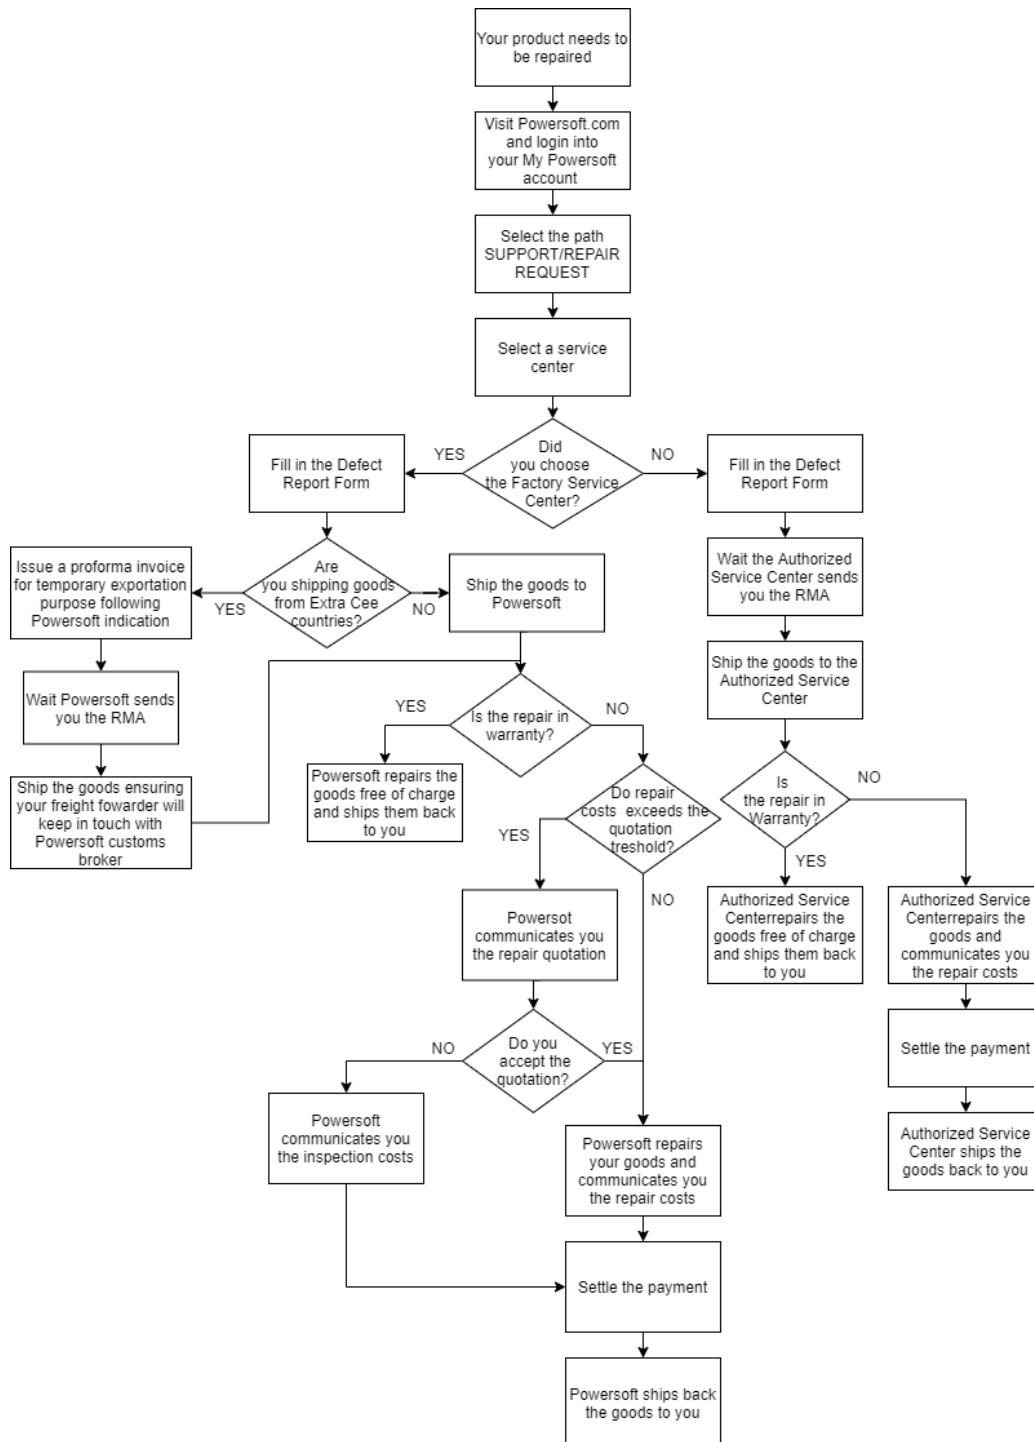 Your product needs to
be repaired
Visit Powersoft.com
and login into
your My Powersoft
account
Select the path
SUPPORT/REPAIR
REQUEST
Select a service
center
Did
you choose
the Factory Service
Center?
YES
NO
Fill in the Defect
Report Form
Fill in the Defect
Report Form
Are
you shipping goods
from Extra Cee
countries?
YES
NO
Issue a proforma invoice
for temporary exportation
purpose following
Powersoft indication
Ship the goods to
Powersoft
Wait the Authorized
Service Center sends
you the RMA
Wait Powersoft sends
you the RMA
Ship the goods to the
Authorized Service
Center
Is the repair in
warranty?
YES
NO
Ship the goods ensuring
your freight fowarder will
keep in touch with
Powersoft customs
broker
Powersoft repairs the
goods free of charge
and ships them back
to you
Do repair
costs  exceeds the
quotation
treshold?
YES
NO
Is
the repair in
Warranty?
NO
YES
Authorized Service
Centerrepairs the
goods free of charge
and ships them back
to you
Authorized Service
Centerrepairs the
goods and
communicates you
the repair costs
Powersot
communicates you
the repair quotation
Do you
accept the
quotation?
NO
YES
Settle the payment
Powersoft
communicates you
the inspection costs
Powersoft repairs
your goods and
communicates you
the repair costs
Authorized Service
Center ships the
goods back to you
Settle the payment
Powersoft ships back
the goods to you